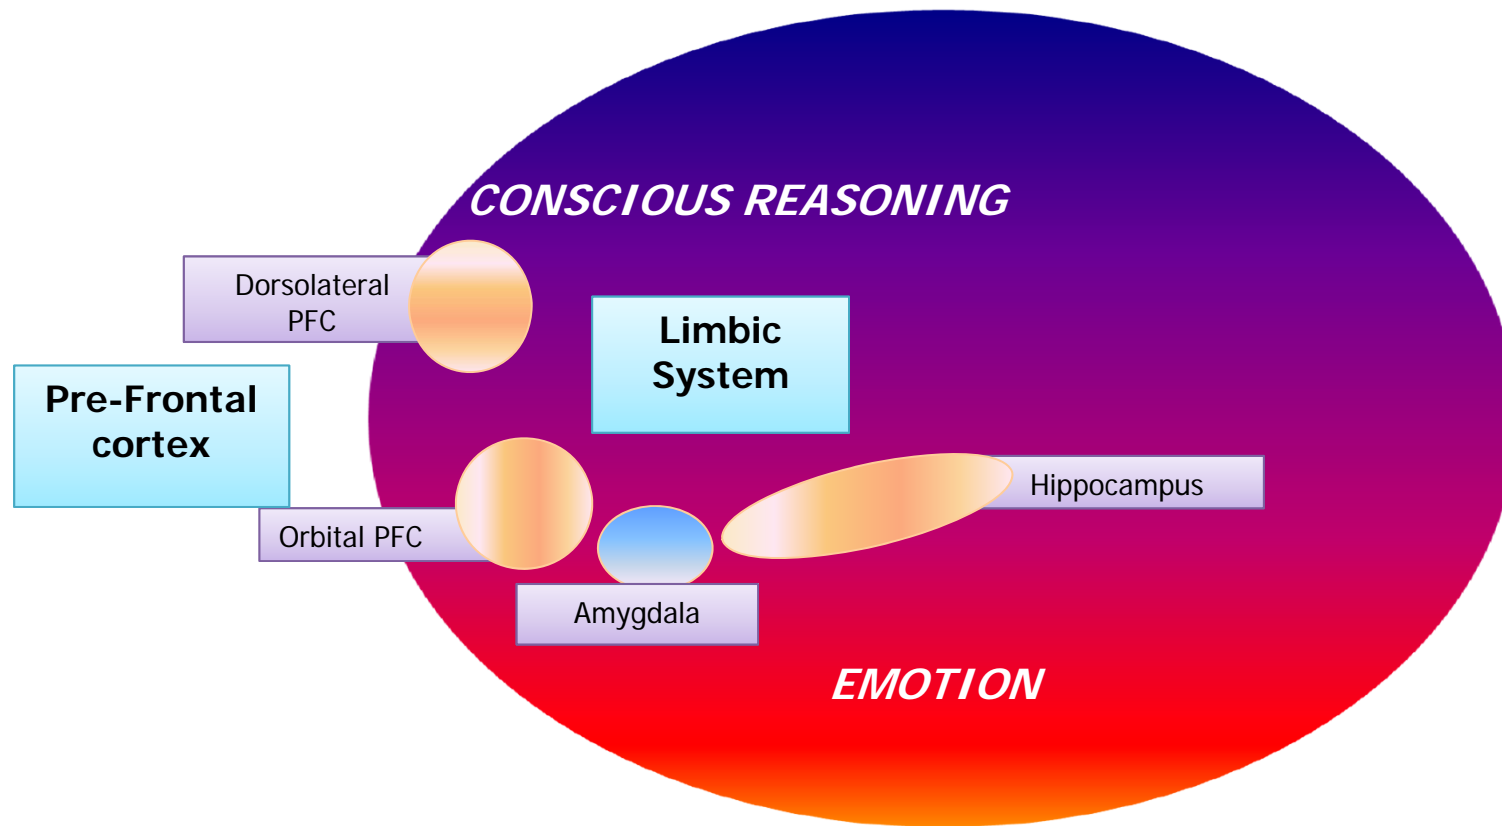 CONSCIOUS REASONING
Dorsolateral
PFC
Limbic
System
Pre-Frontal
cortex
Hippocampus
Orbital PFC
Amygdala
EMOTION